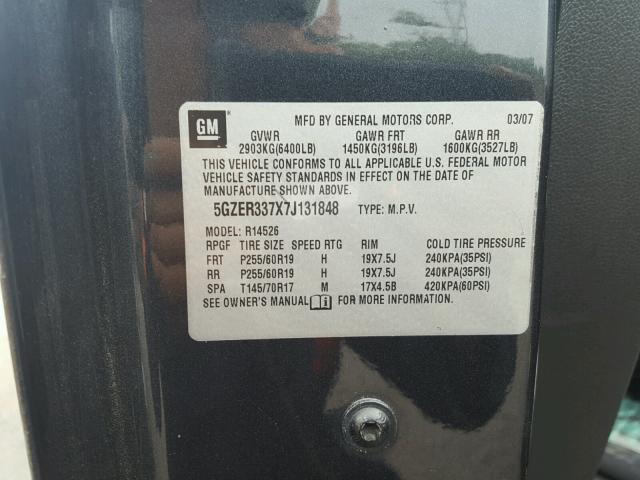 GM MFD BY GENERAL MOTORS CORP. 03/07
GVWR GAWR FRT GAWR RR
2903KG(6400LB) 1450KG(3196LB) 1600KG(3527LB)
THIS VEHICLE CONFORMS TO ALL APPLICABLE U.S. FEDERAL MOTOR
VEHICLE SAFETY STANDARDS IN EFFECT ON THE DATE OF
MANUFACTURE SHOWN ABOVE.
5GZER337X7J131848 TYPE: M.P.V.
MODEL: R14526
RPGF TIRE SIZE SPEED RTG RIM COLD TIRE PRESSURE
FRT P255/60R19 H 19X7.5J 240KPA(35PSI)
RR P255/60R19 H 19X7.5J 240KPA(35PSI)
SPA T145/70R17 M 17X4.5B 420KPA(60PSI)
SEE OWNER'S MANUAL i FOR MORE INFORMATION.